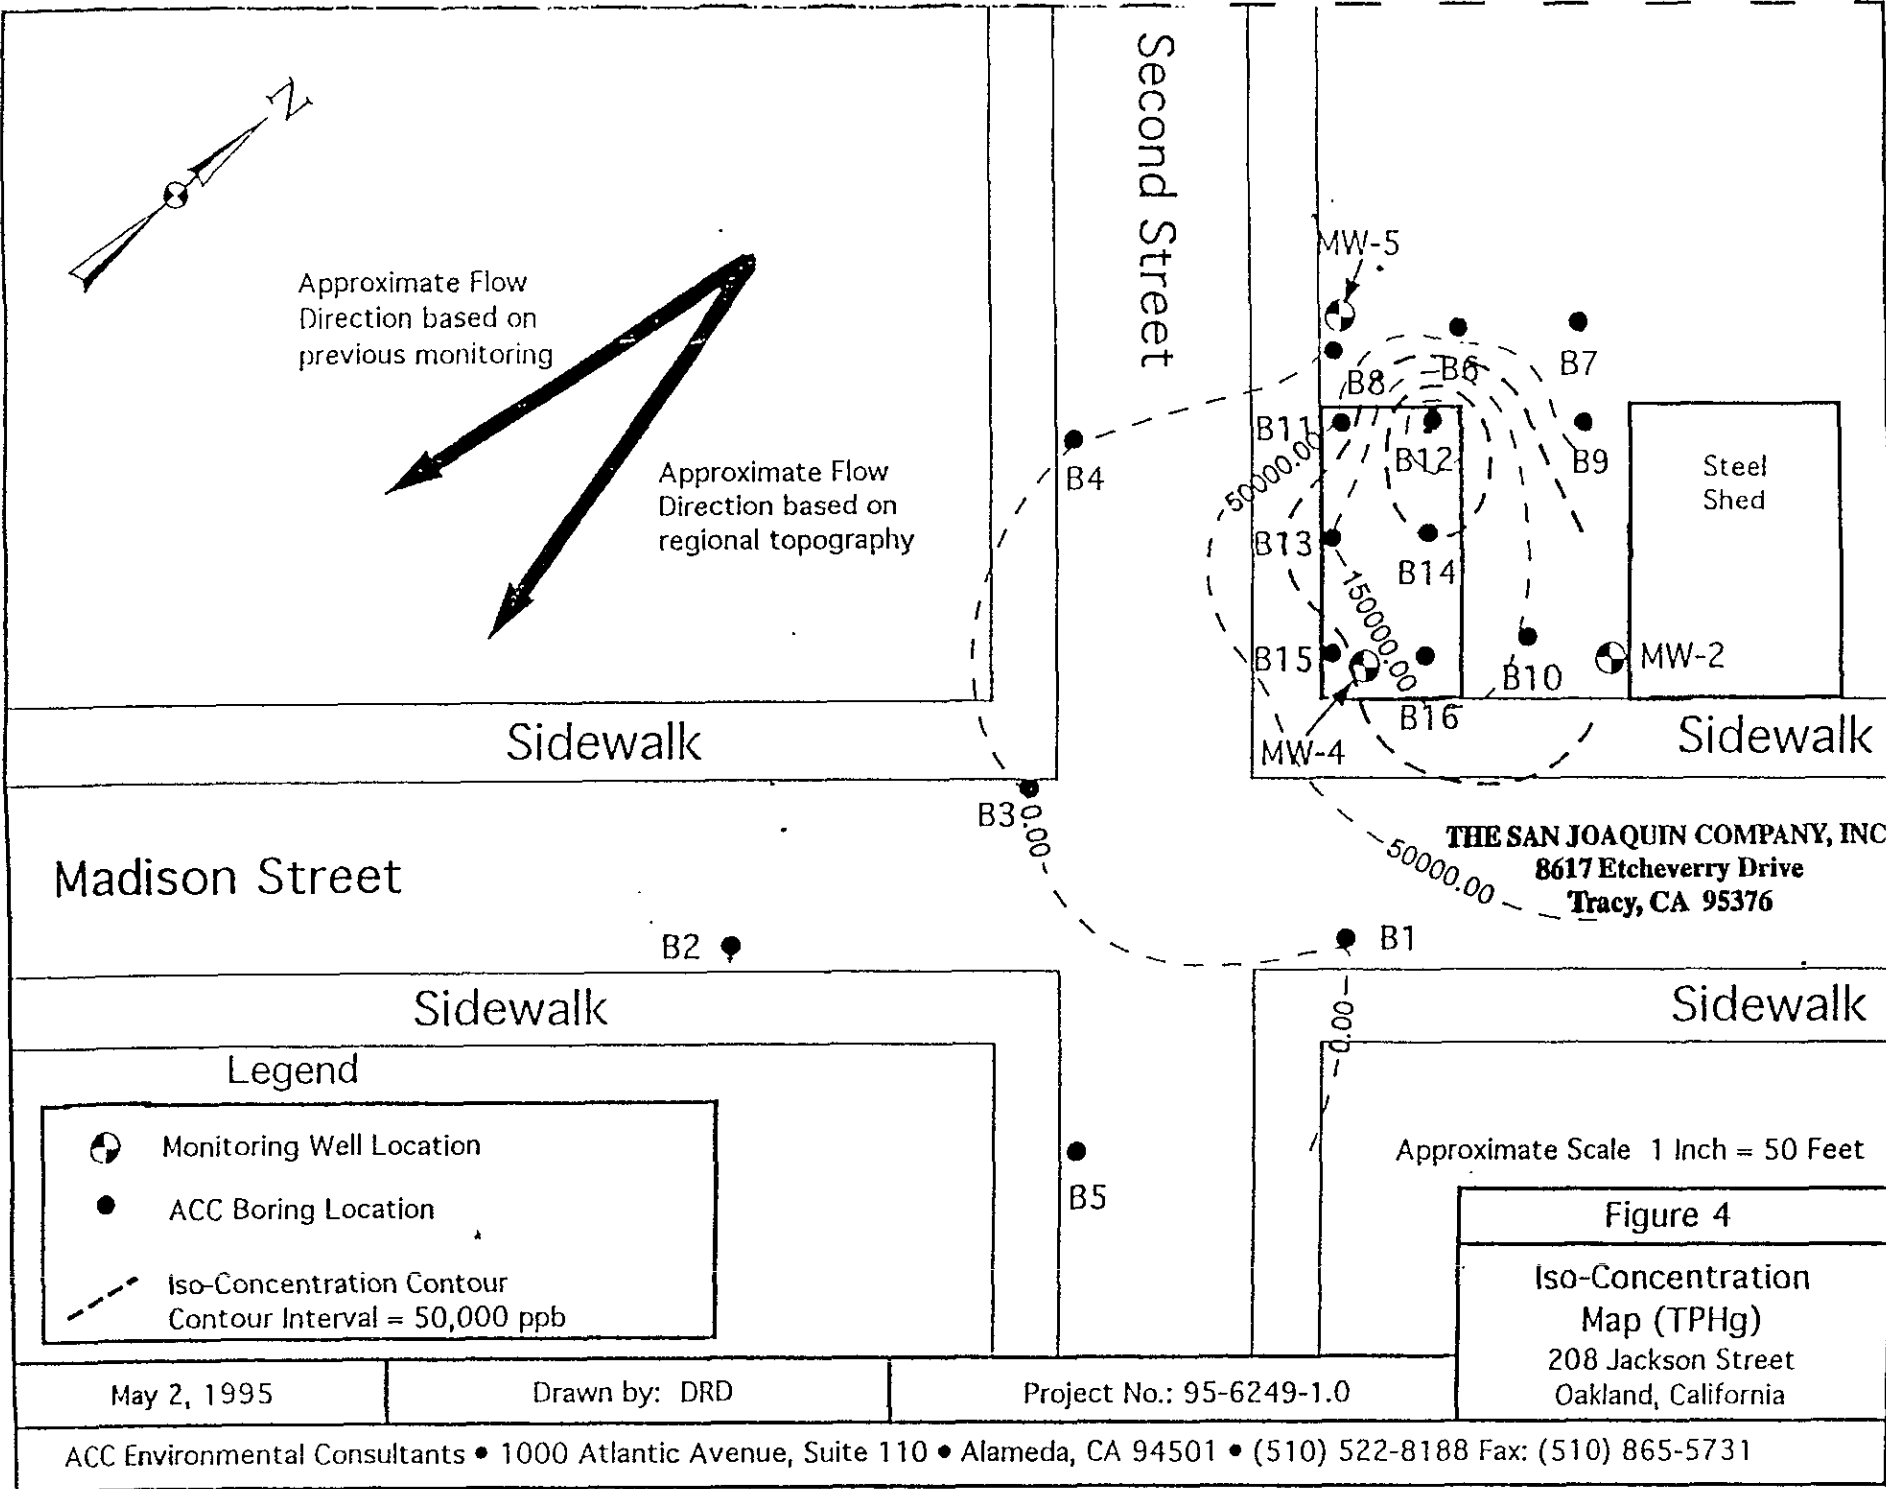 N
Second Street
Approximate Flow
Direction based on
previous monitoring
Approximate Flow
Direction based on
regional topography
MW-5
B8
B6
B7
B11
B12
B9
B4
50000.00
Steel
Shed
B13
B14
150000.00
B15
B16
B10
MW-2
MW-4
Sidewalk
Sidewalk
B3
0.00
Madison Street
50000.00
THE SAN JOAQUIN COMPANY, INC
8617 Etcheverry Drive
Tracy, CA 95376
B2
B1
Sidewalk
Sidewalk
0.00
Legend
Monitoring Well Location
ACC Boring Location
Iso-Concentration Contour
Contour Interval = 50,000 ppb
B5
Approximate Scale 1 Inch = 50 Feet
Figure 4
Iso-Concentration
Map (TPHg)
208 Jackson Street
Oakland, California
May 2, 1995
Drawn by: DRD
Project No.: 95-6249-1.0
ACC Environmental Consultants • 1000 Atlantic Avenue, Suite 110 • Alameda, CA 94501 • (510) 522-8188 Fax: (510) 865-5731